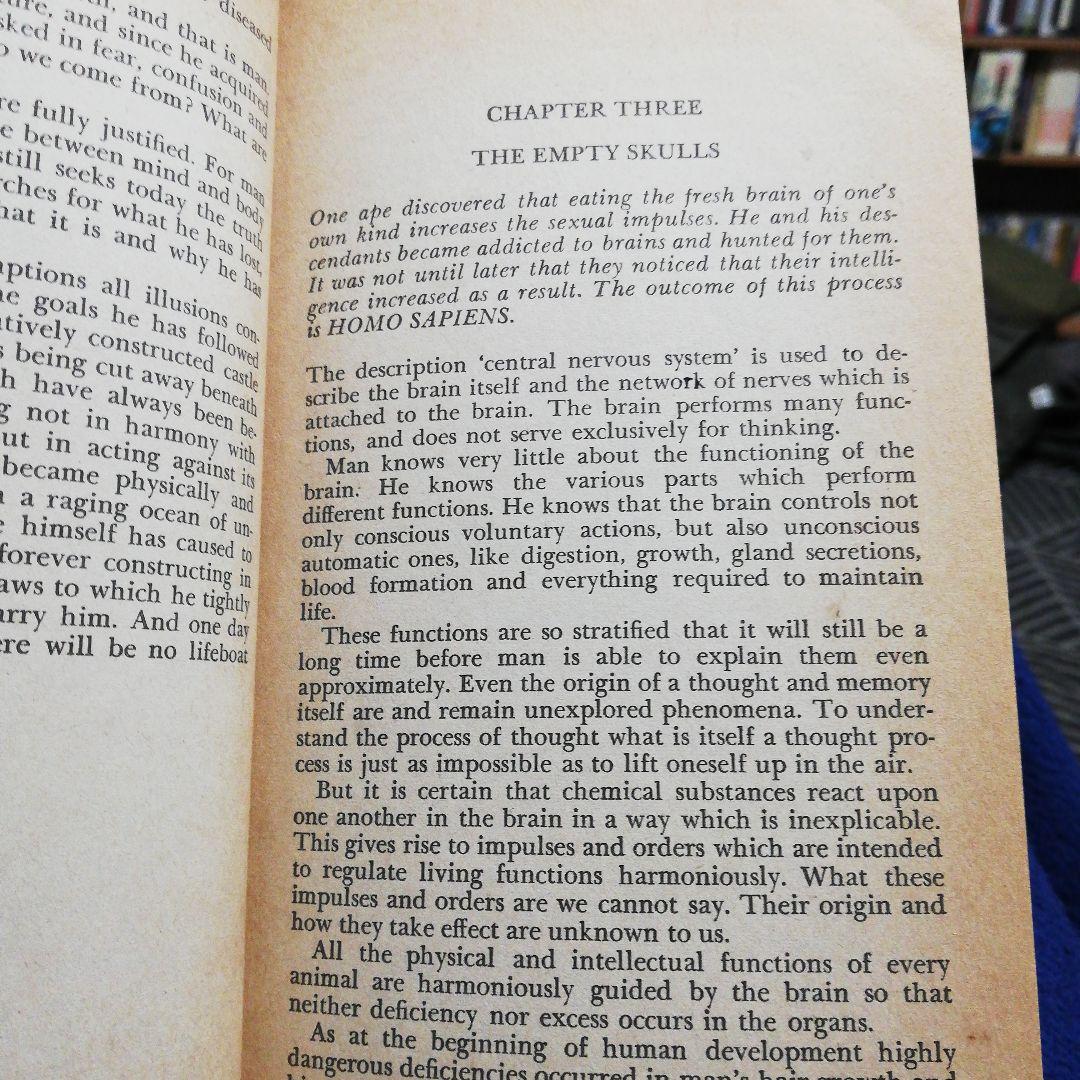 diseased
and that is man.
and since he acquired
asked in fear, confusion and
we come from? What are
fully justified. For man
between mind and body
still seeks today the truth
for what he has lost,
it is and why he has
all illusions con-
goals he has followed
constructed castle
being cut away beneath
have always been be-
not in harmony with
in acting against its
became physically and
a raging ocean of un-
himself has caused to
forever constructing in
to which he tightly
him. And one day
will be no lifeboat
CHAPTER THREE
THE EMPTY SKULLS
One ape discovered that eating the fresh brain of one's
own kind increases the sexual impulses. He and his des-
cendants became addicted to brains and hunted for them.
It was not until later that they noticed that their intelli-
gence increased as a result. The outcome of this process
is HOMO SAPIENS.
The description 'central nervous system' is used to de-
scribe the brain itself and the network of nerves which is
attached to the brain. The brain performs many func-
tions, and does not serve exclusively for thinking.
Man knows very little about the functioning of the
brain. He knows the various parts which perform
different functions. He knows that the brain controls not
only conscious voluntary actions, but also unconscious
automatic ones, like digestion, growth, gland secretions,
blood formation and everything required to maintain
life.
These functions are so stratified that it will still be a
long time before man is able to explain them even
approximately. Even the origin of a thought and memory
itself are and remain unexplored phenomena. To under-
stand the process of thought what is itself a thought pro-
cess is just as impossible as to lift oneself up in the air.
But it is certain that chemical substances react upon
one another in the brain in a way which is inexplicable.
This gives rise to impulses and orders which are intended
to regulate living functions harmoniously. What these
impulses and orders are we cannot say. Their origin and
how they take effect are unknown to us.
All the physical and intellectual functions of every
animal are harmoniously guided by the brain so that
neither deficiency nor excess occurs in the organs.
As at the beginning of human development highly
dangerous deficiencies occurred in man's hair growth and